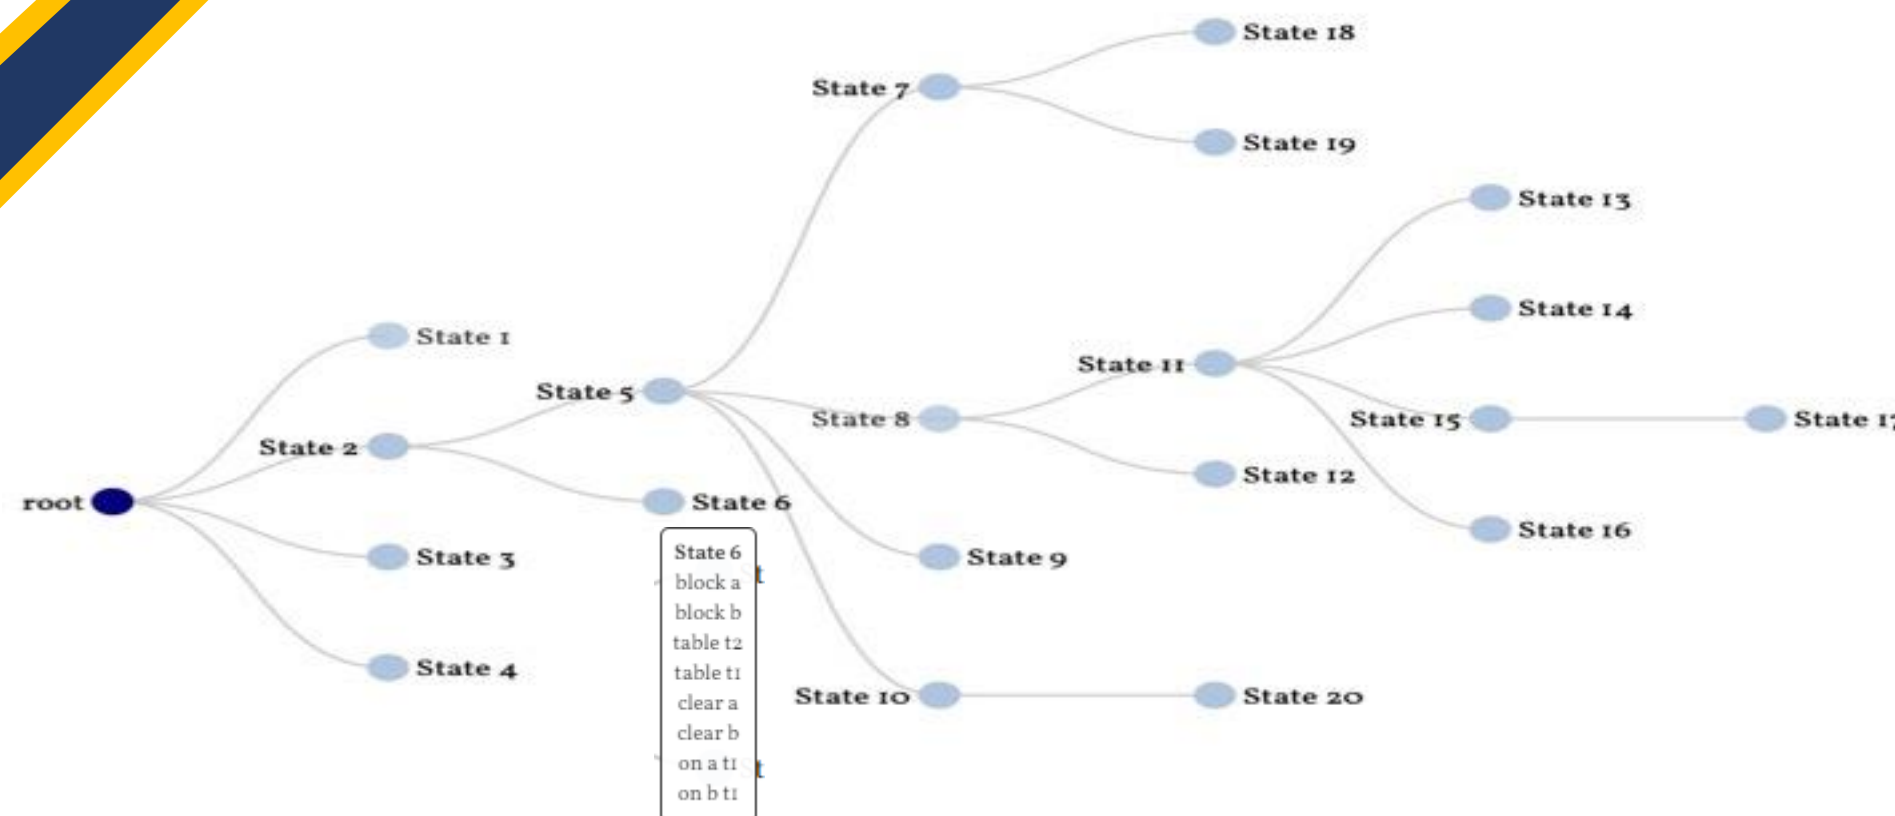 State 18
State 7
State 19
State 13
State 14
State 1
State 11
State 5
State 8
State 15
State 17
State 2
State 12
root
State 6
State 16
State 3
State 9
State 6
block a
block b
table t2
table t1
clear a
clear b
on a t1
on b t1
State 4
State 10
State 20